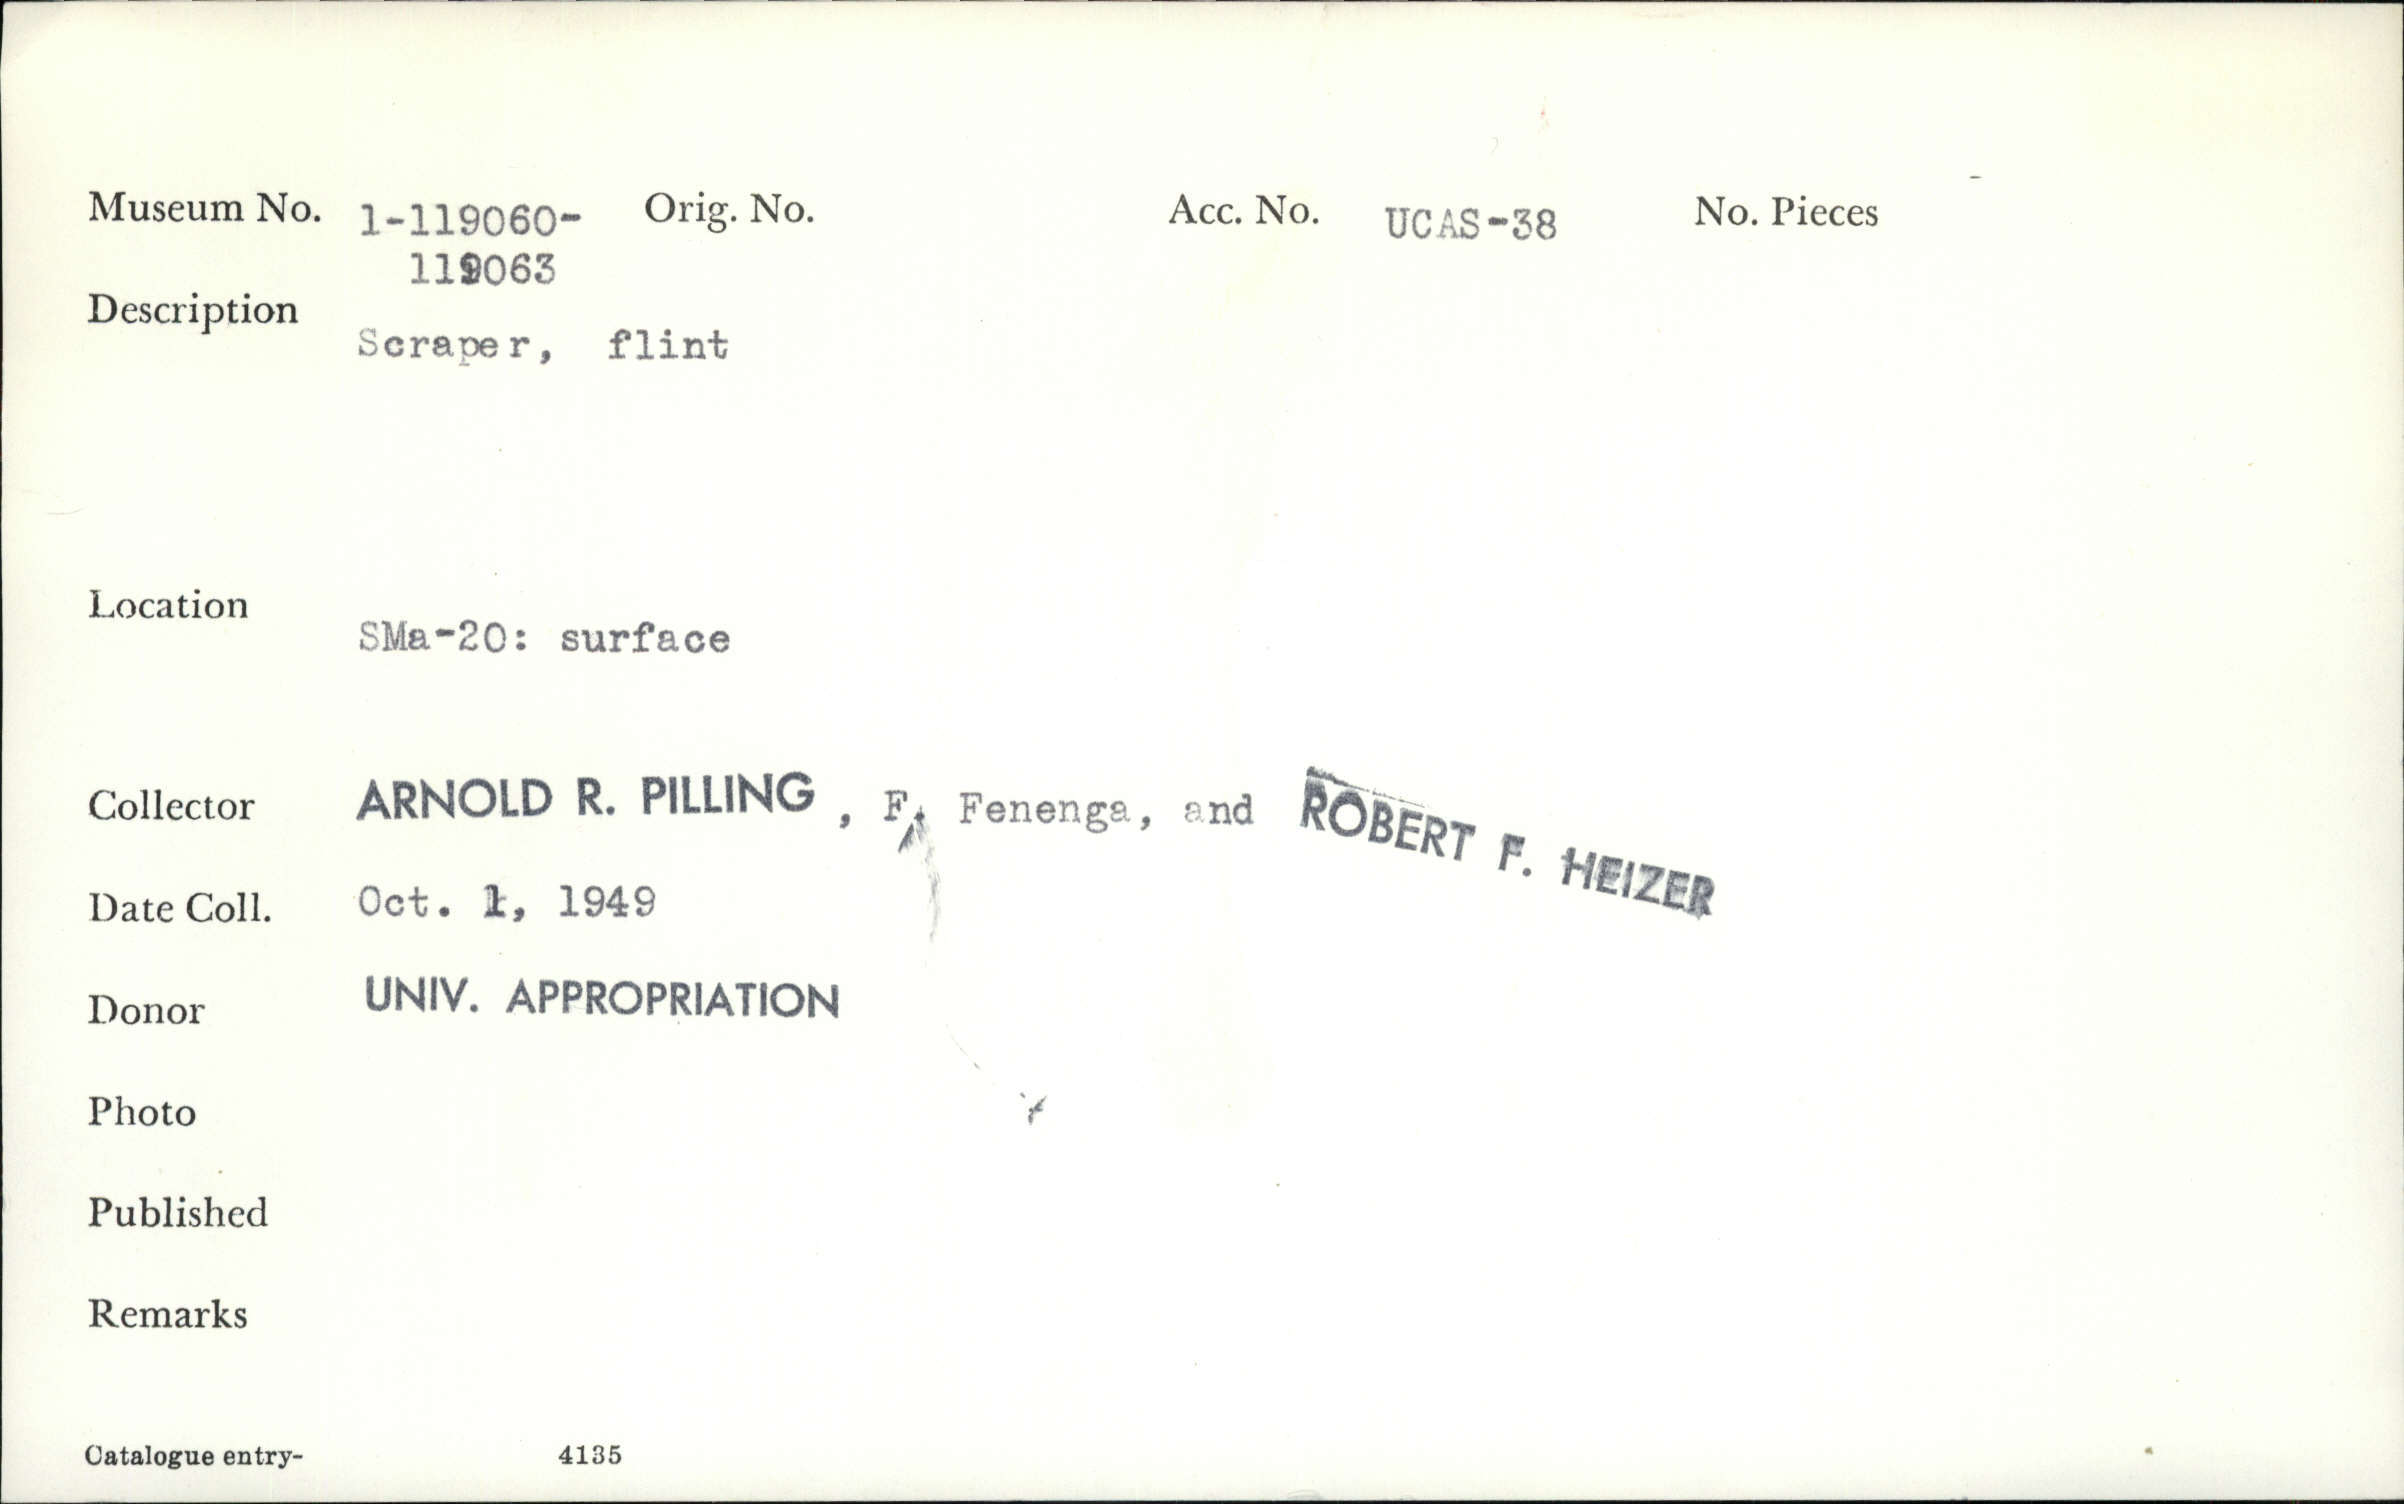 Museum No. 1-119060- Orig. No. Acc. No. UCAS-38 No. Pieces
119063
Description
Scraper, flint
Location
SMa-20: surface
Collector ARNOLD R. PILLING , F. Fenenga, and ROBERT F. HEIZER
Date Coll. Oct. 1, 1949
Donor UNIV. APPROPRIATION
Photo
Published
Remarks
Catalogue entry- 4135